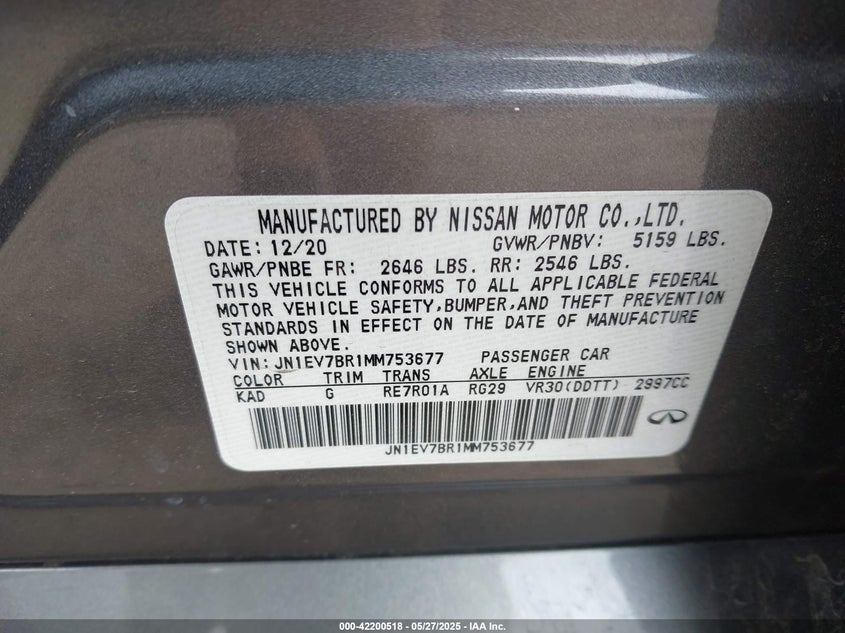 MANUFACTURED BY NISSAN MOTOR CO.,LTD.
DATE: 12/20 GVWR/PNBV: 5159 LBS.
GAWR/PNBE FR: 2646 LBS. RR: 2546 LBS.
THIS VEHICLE CONFORMS TO ALL APPLICABLE FEDERAL
MOTOR VEHICLE SAFETY,BUMPER,AND THEFT PREVENTION
STANDARDS IN EFFECT ON THE DATE OF MANUFACTURE
SHOWN ABOVE.
VIN: JN1EV7BR1MM753677 PASSENGER CAR
COLOR TRIM TRANS AXLE ENGINE
KAD G RE7R01A RG29 VR30(DDTT) 2997CC
JN1EV7BR1MM753677
000-42200518 - 05/27/2025 - IAA Inc.